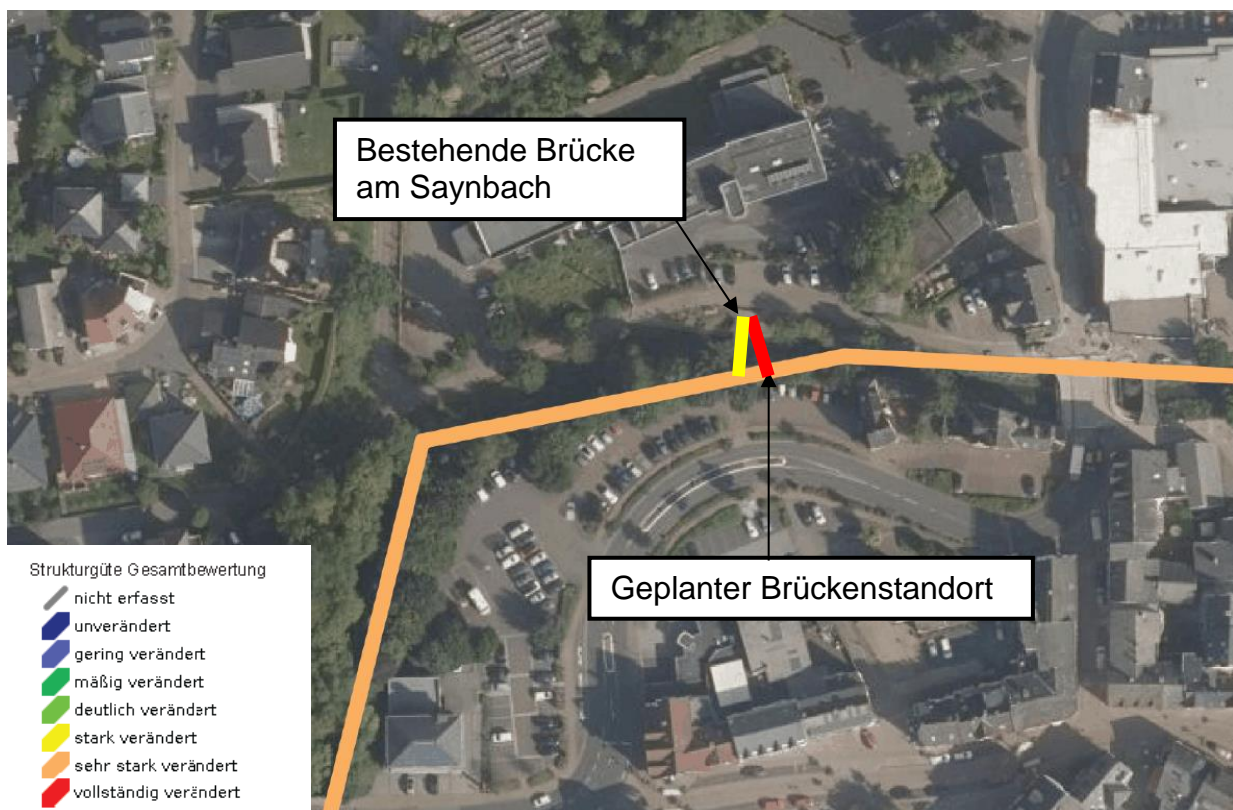 Bestehende Brücke
am Saynbach
Geplanter Brückenstandort
Strukturgüte Gesamtbewertung
nicht erfasst
unverändert
gering verändert
mäßig verändert
deutlich verändert
stark verändert
sehr stark verändert
vollständig verändert